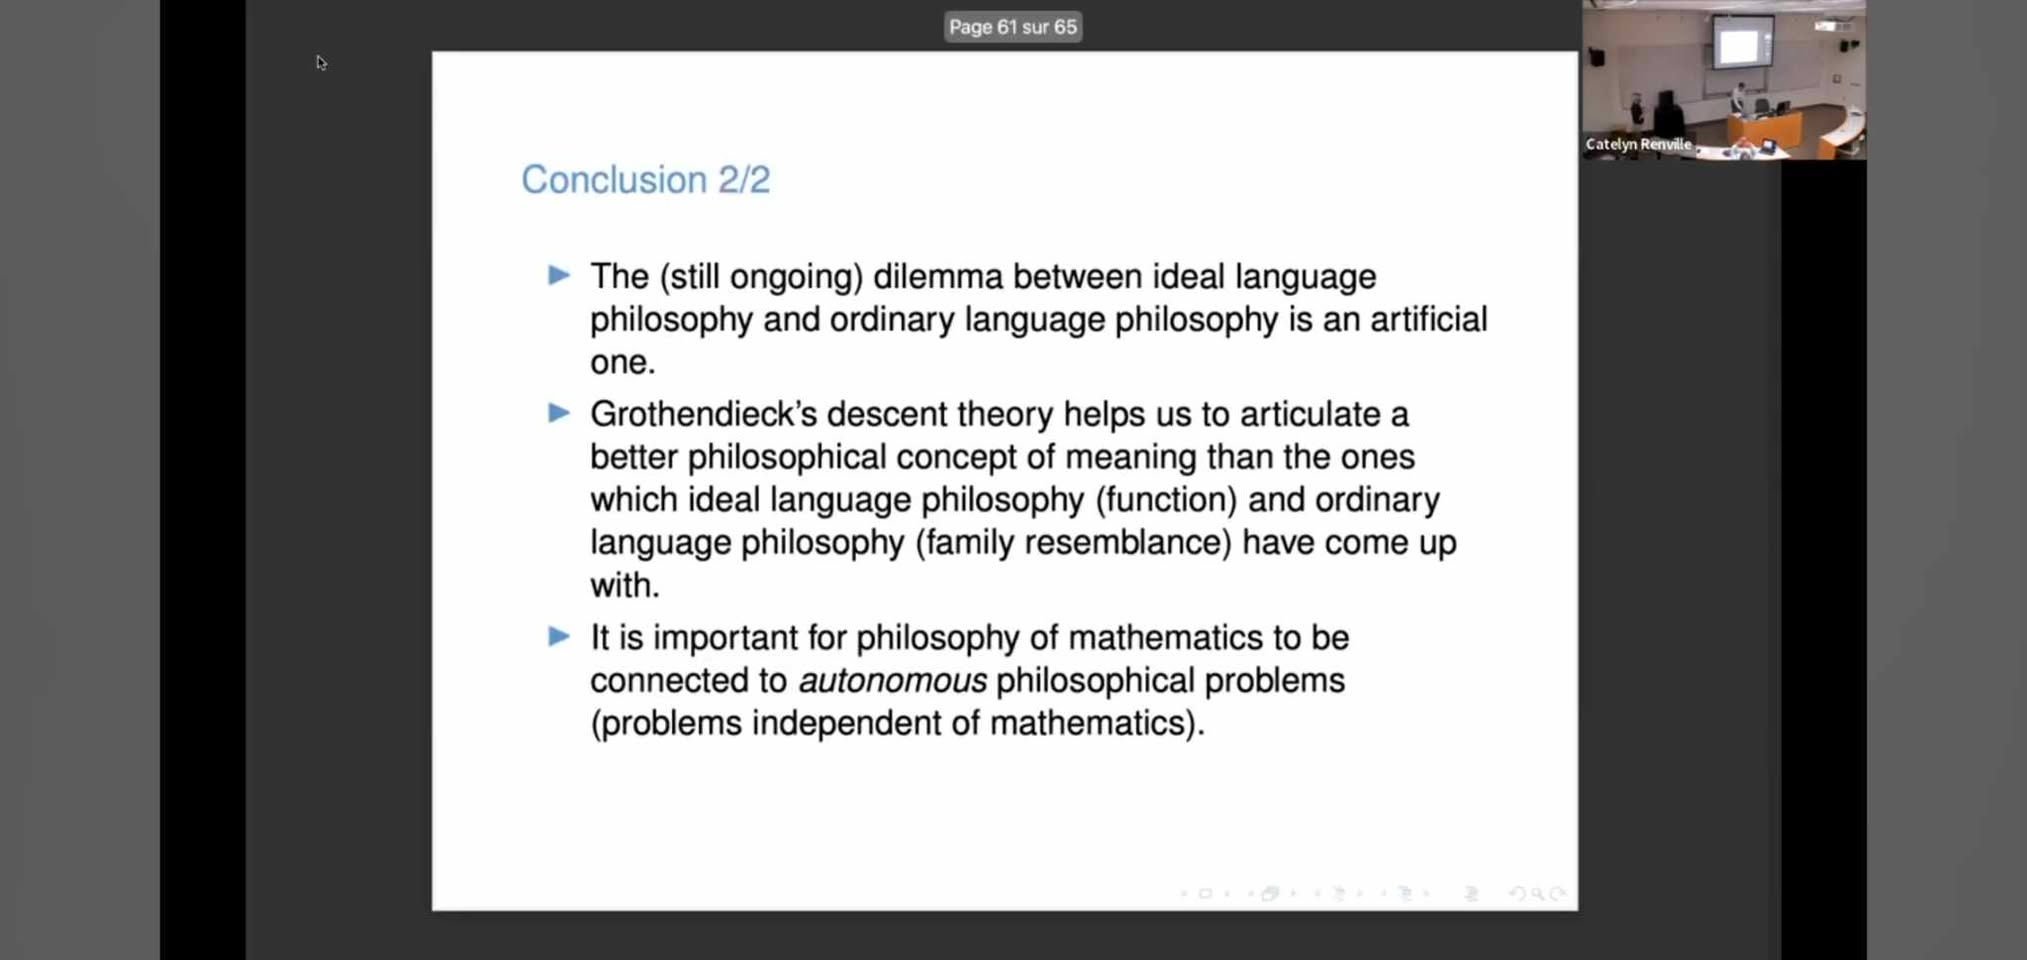 Page 61 sur 65
Catelyn Renville
Conclusion 2/2
The (still ongoing) dilemma between ideal language
philosophy and ordinary language philosophy is an artificial
one.
Grothendieck's descent theory helps us to articulate a
better philosophical concept of meaning than the ones
which ideal language philosophy (function) and ordinary
language philosophy (family resemblance) have come up
with.
It is important for philosophy of mathematics to be
connected to autonomous philosophical problems
(problems independent of mathematics).